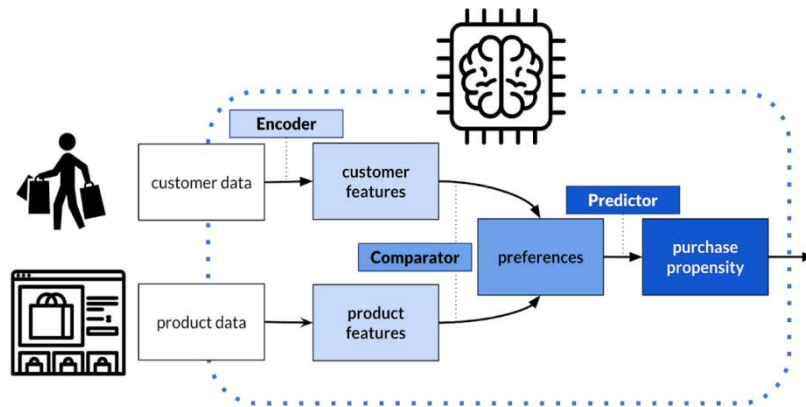 Encoder
customer data
customer
features
Predictor
Comparator
preferences
purchase
propensity
product data
product
features